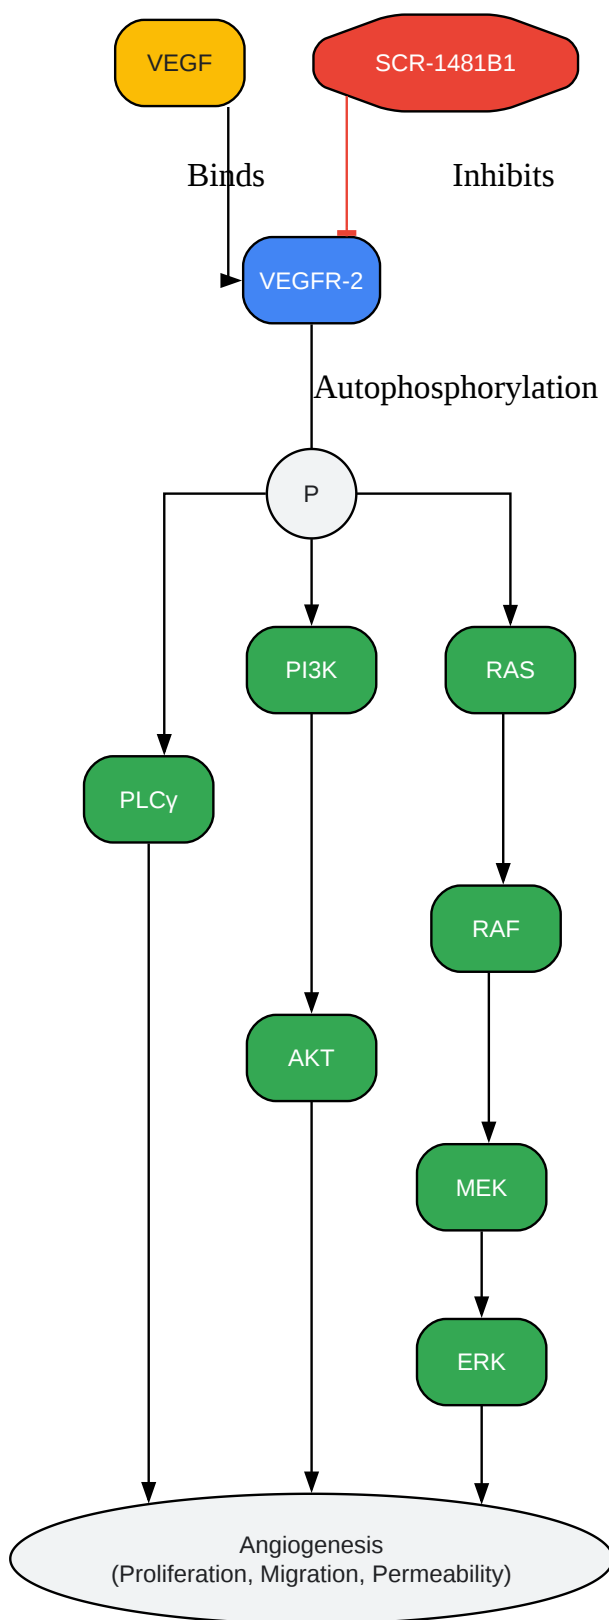 VEGF
SCR-1481B1
Binds
Inhibits
VEGFR-2
Autophosphorylation
P
PI3K
RAS
PLCγ
RAF
AKT
MEK
ERK
Angiogenesis
(Proliferation, Migration, Permeability)